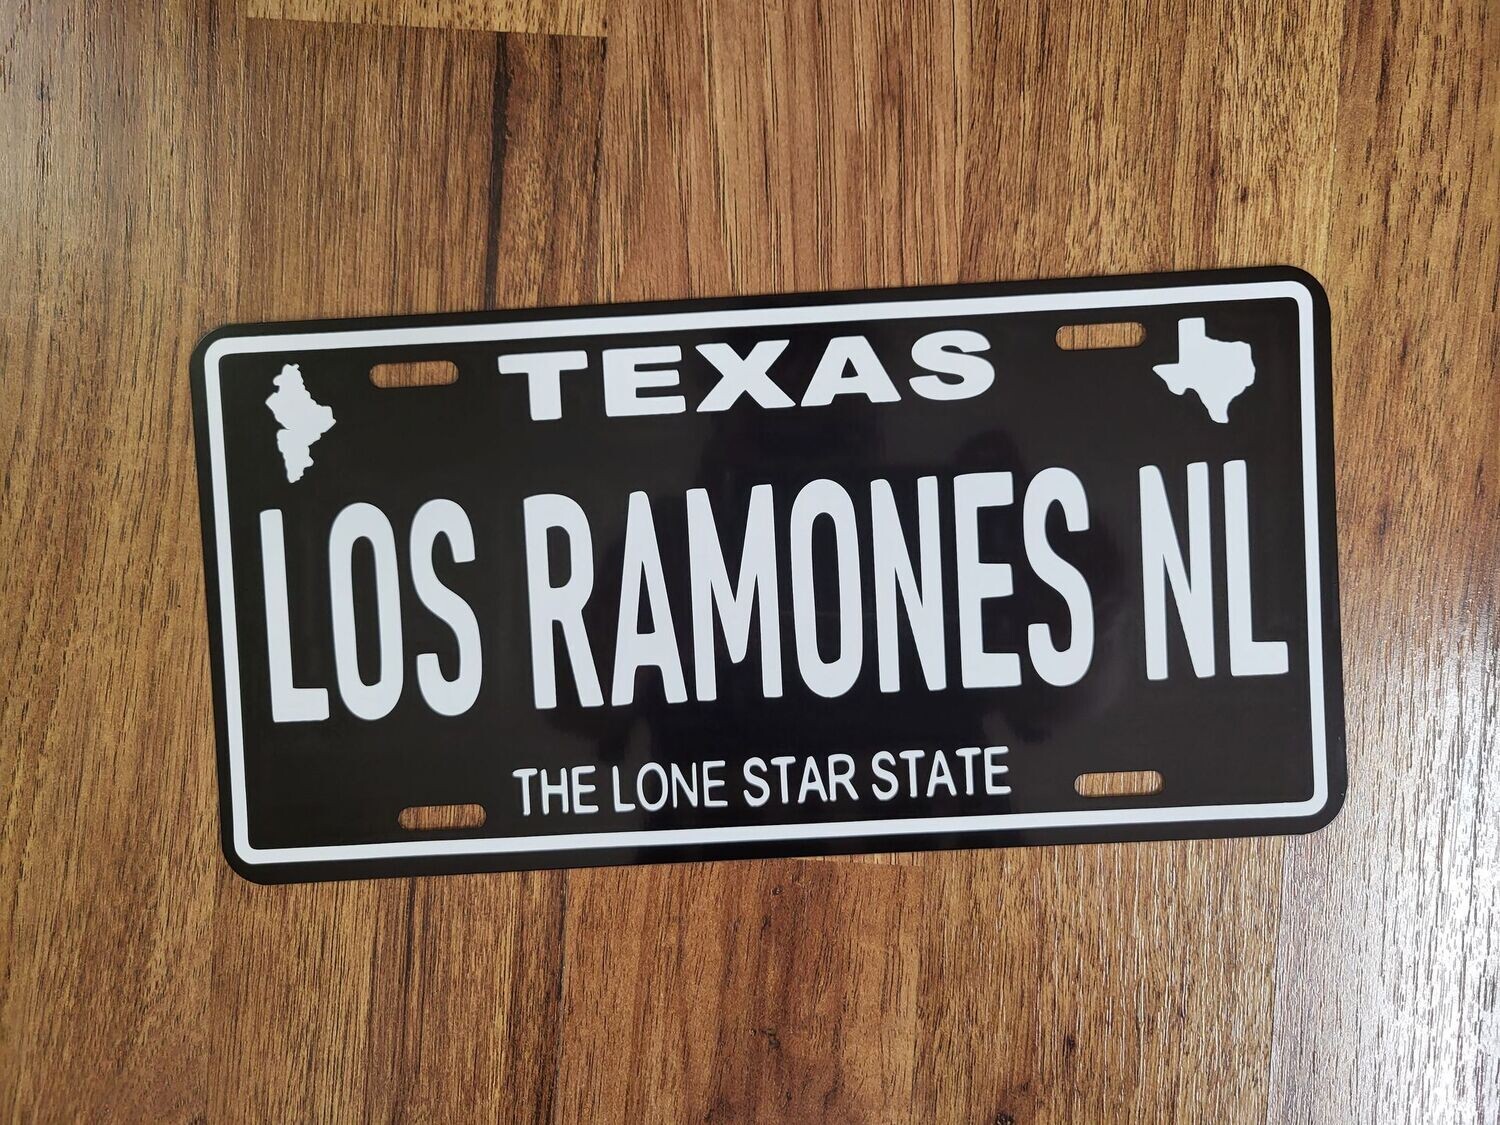 TEXAS
LOS RAMONES NL
THE LONE STAR STATE